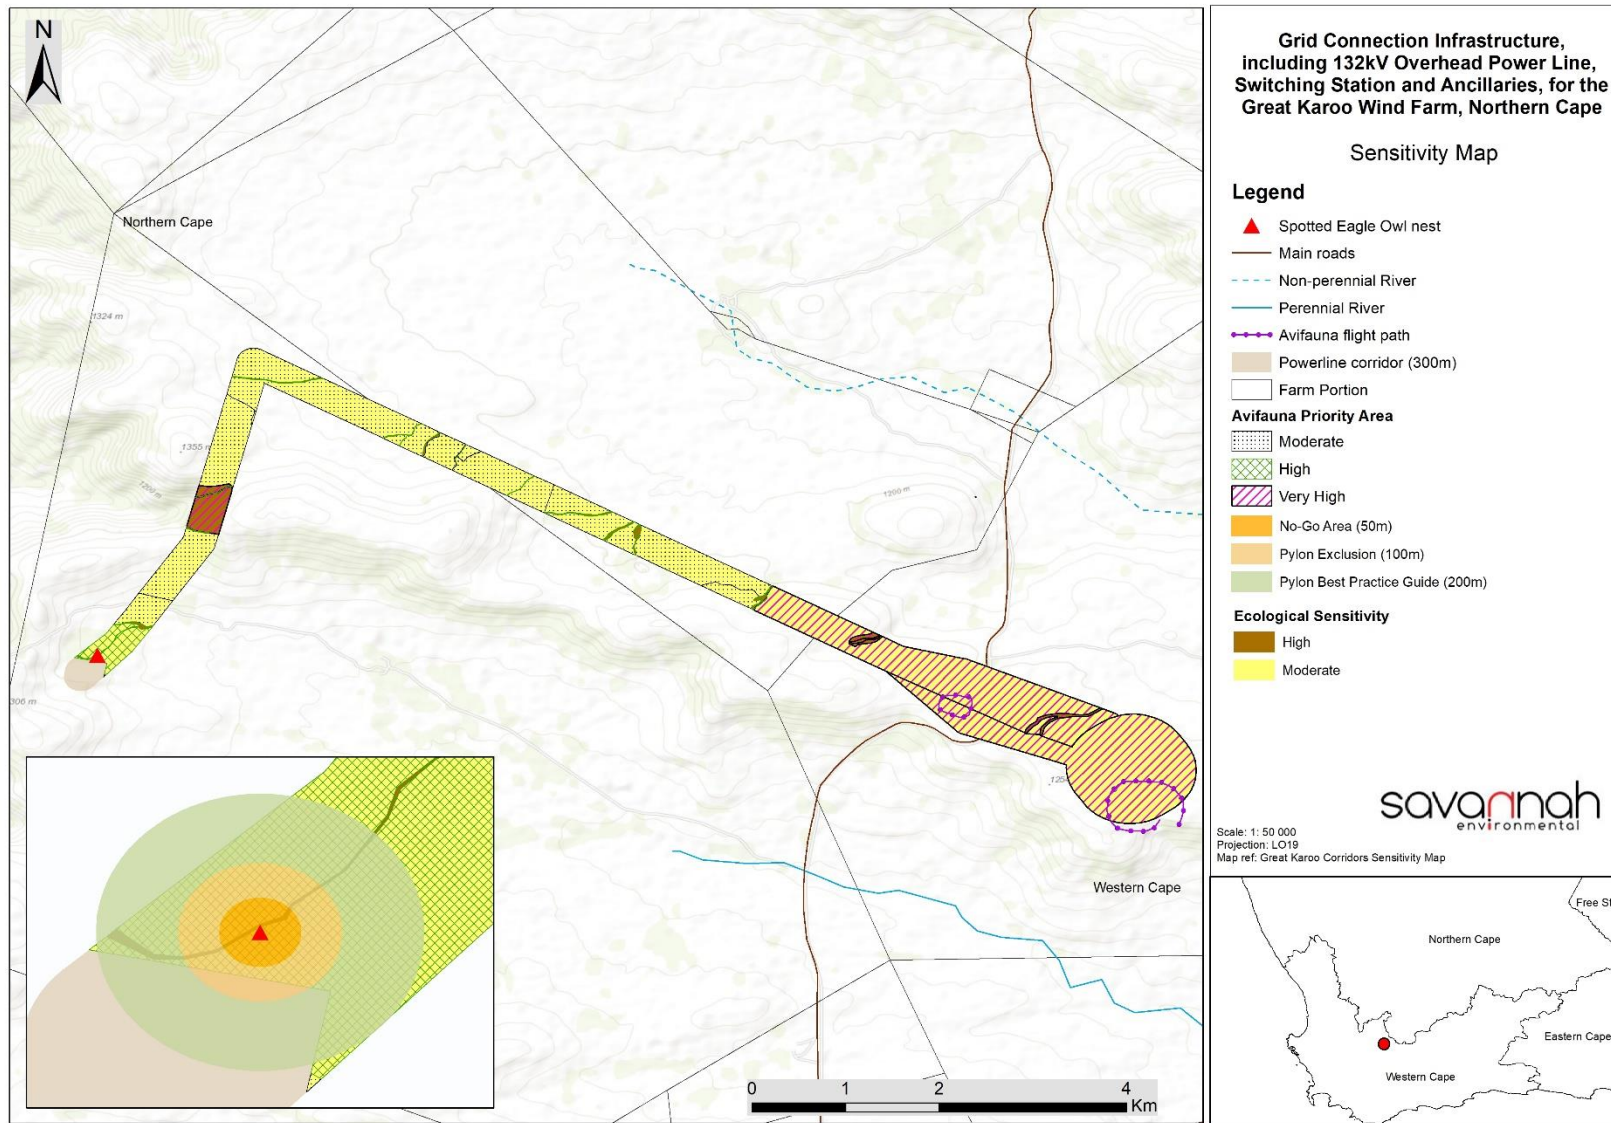 N
Northern Cape
1324 m
1355 m
1200 m
1200 m
306 m
1254
Western Cape
0 1 2 4
Km
Grid Connection Infrastructure,
including 132kV Overhead Power Line,
Switching Station and Ancillaries, for the
Great Karoo Wind Farm, Northern Cape
Sensitivity Map
Legend
Spotted Eagle Owl nest
Main roads
Non-perennial River
Perennial River
Avifauna flight path
Powerline corridor (300m)
Farm Portion
Avifauna Priority Area
Moderate
High
Very High
No-Go Area (50m)
Pylon Exclusion (100m)
Pylon Best Practice Guide (200m)
Ecological Sensitivity
High
Moderate
savannah
environmental
Scale: 1: 50 000
Projection: LO19
Map ref: Great Karoo Corridors Sensitivity Map
Free St
Northern Cape
Eastern Cape
Western Cape